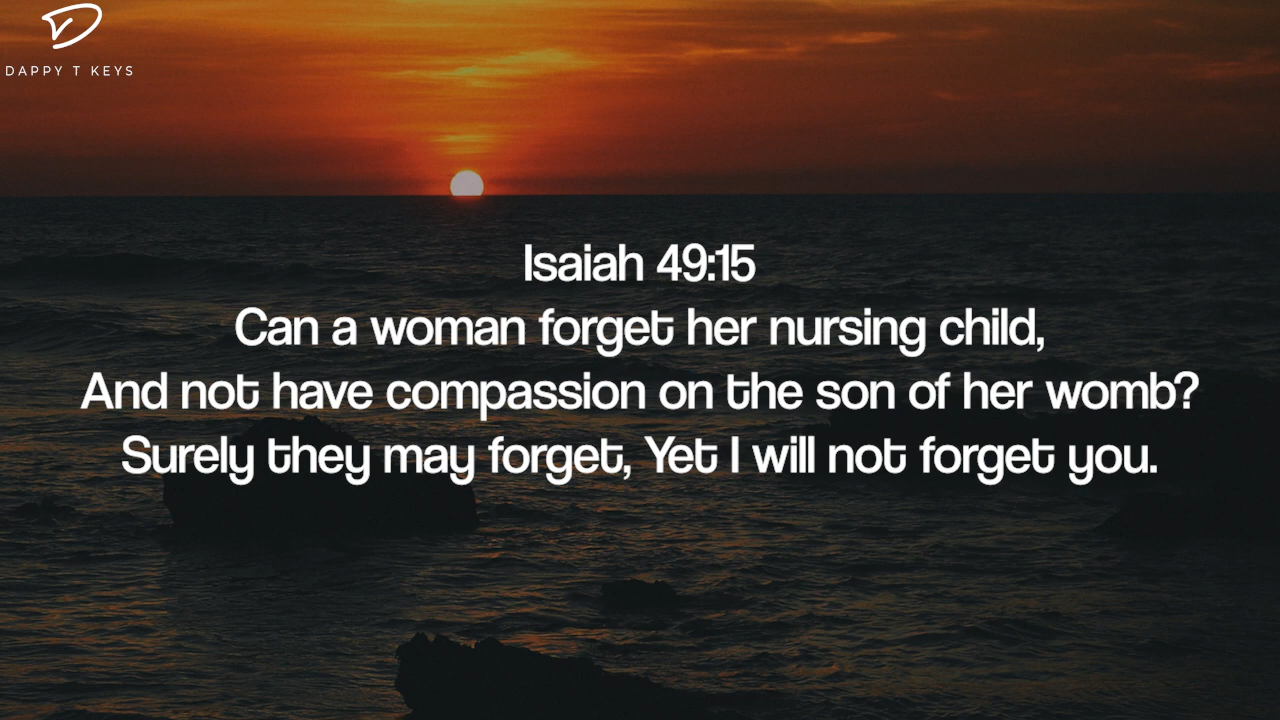 DAPPY T KEYS
Isaiah 49:15
Can a woman forget her nursing child,
And not have compassion on the son of her womb?
Surely they may forget, Yet I will not forget you.